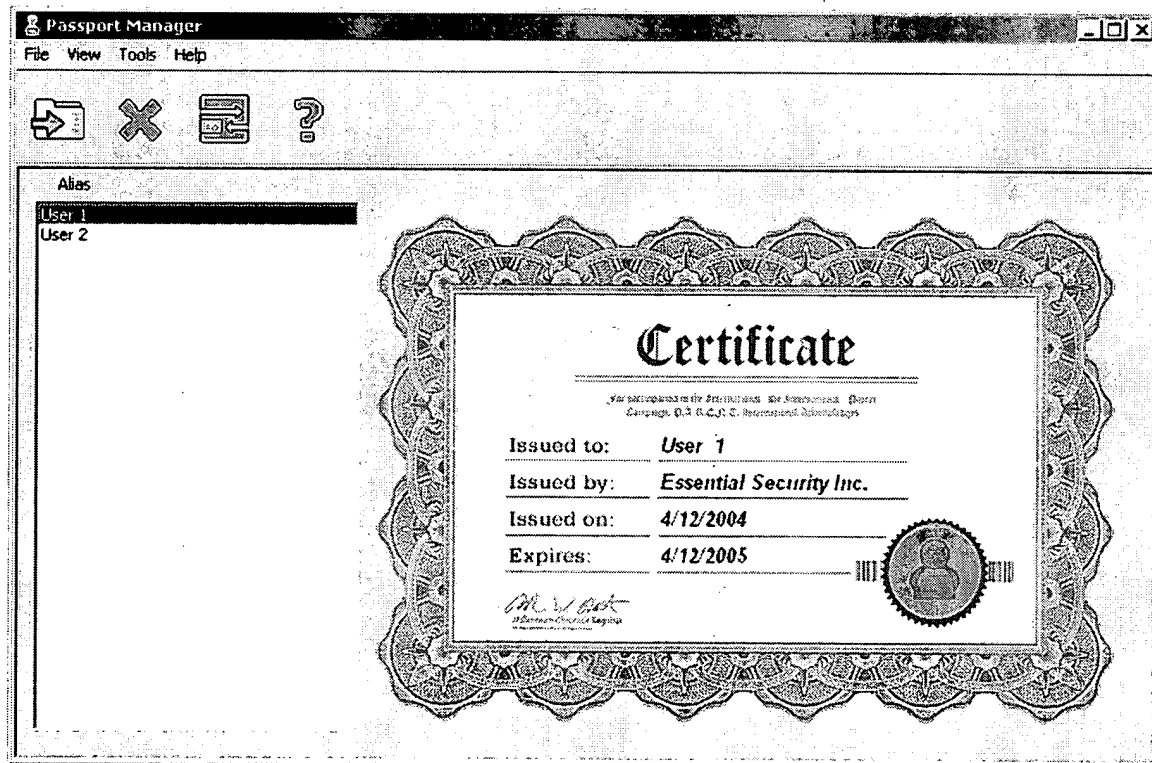 Passport Manager
File View Tools Help
Alias
User 1
User 2
Certificate
Issued to: User 1
Issued by: Essential Security Inc.
Issued on: 4/12/2004
Expires: 4/12/2005